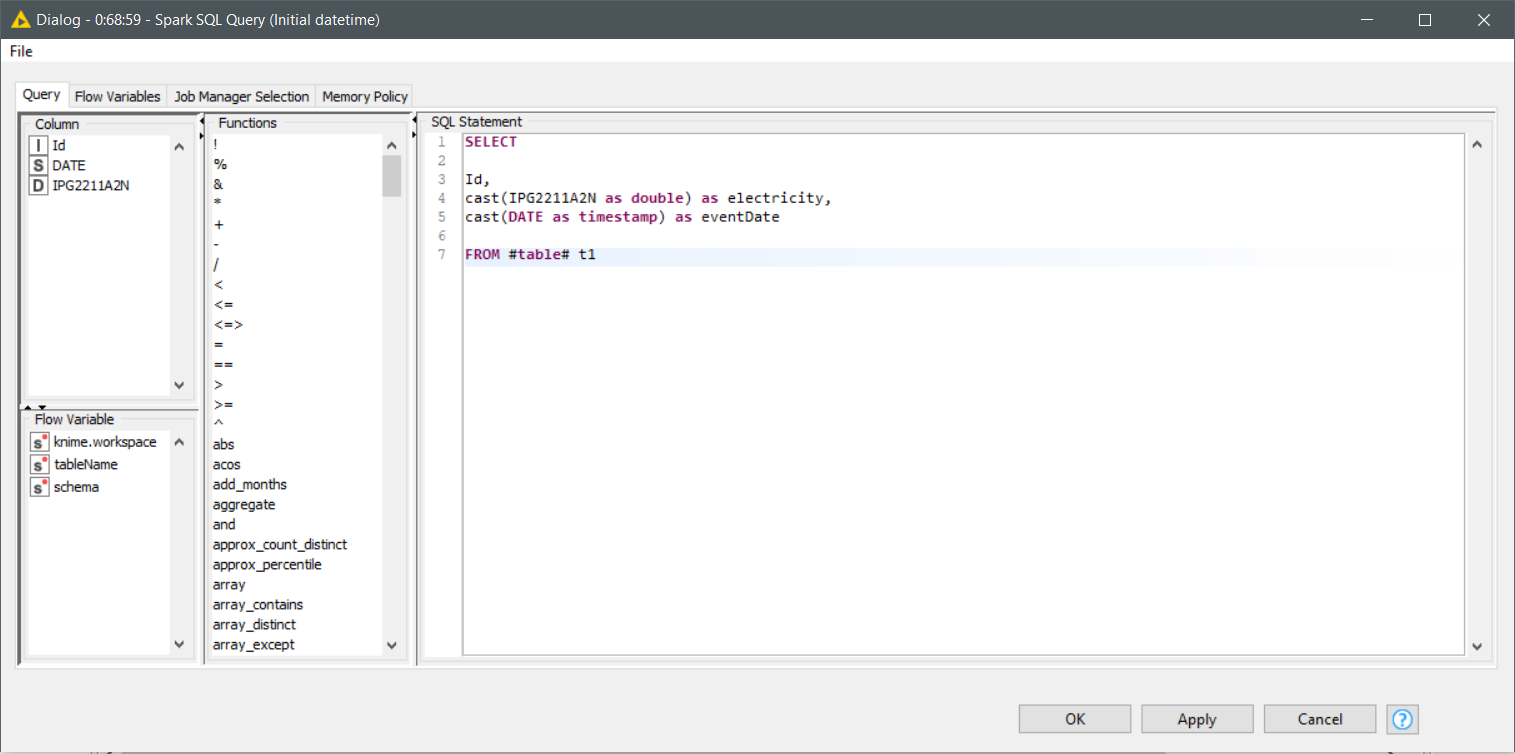 Dialog - 0:68:59 - Spark SQL Query (Initial datetime)
File
Query Flow Variables Job Manager Selection Memory Policy
Column
I Id
S DATE
D IPG2211A2N
Flow Variable
s knime.workspace
s tableName
s schema
Functions
!
%
&
*
+
-
/
<
<=
<=>
=
==
>
>=
^
abs
acos
add_months
aggregate
and
approx_count_distinct
approx_percentile
array
array_contains
array_distinct
array_except
SQL Statement
1 SELECT
2
3 Id,
4 cast(IPG2211A2N as double) as electricity,
5 cast(DATE as timestamp) as eventDate
6
7 FROM #table# t1
OK Apply Cancel ?